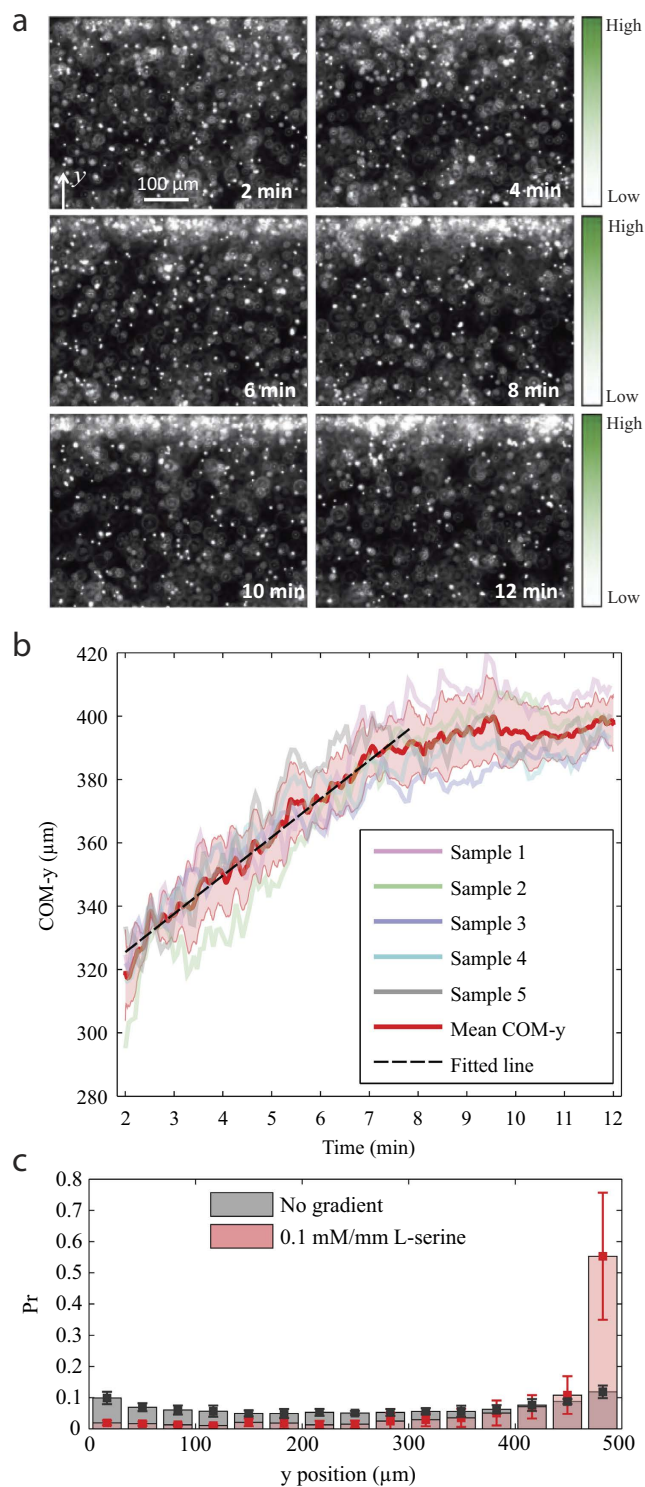 a
2 min
4 min
High
Low
y
100 µm
6 min
8 min
High
Low
10 min
12 min
High
Low
b
420
400
380
360
340
320
300
280
COM-y (µm)
Sample 1
Sample 2
Sample 3
Sample 4
Sample 5
Mean COM-y
Fitted line
2 3 4 5 6 7 8 9 10 11 12
Time (min)
c
0.8
0.7
0.6
0.5
0.4
0.3
0.2
0.1
0
Pr
No gradient
0.1 mM/mm L-serine
0 100 200 300 400 500
y position (µm)